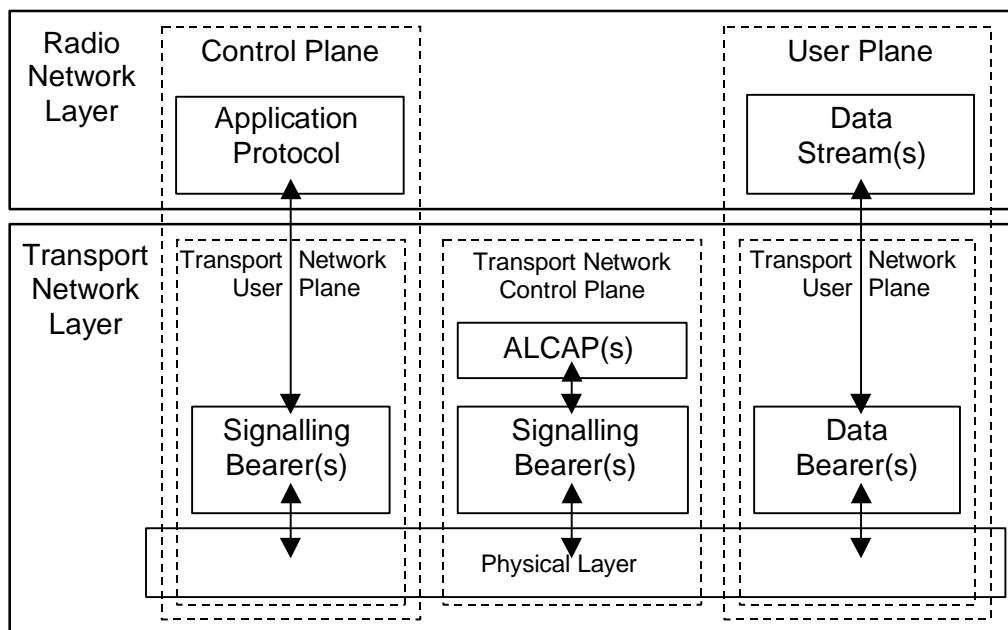 Radio
Network
Layer
Control Plane
User Plane
Application
Protocol
Data
Stream(s)
Transport
Network
Layer
Transport Network
User Plane
Transport Network
Control Plane
Transport Network
User Plane
ALCAP(s)
Signalling
Bearer(s)
Signalling
Bearer(s)
Data
Bearer(s)
Physical Layer